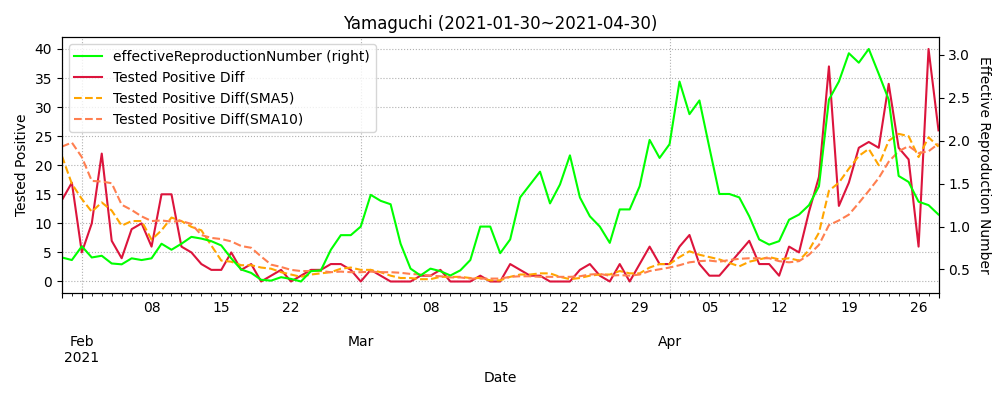 Yamaguchi (2021-01-30~2021-04-30)
effectiveReproductionNumber (right)
Tested Positive Diff
Tested Positive Diff(SMA5)
Tested Positive Diff(SMA10)
Tested Positive
40
35
30
25
20
15
10
5
0
3.0
2.5
2.0
1.5
1.0
0.5
Effective Reproduction Number
08 15 22 08 15 22 29 05 12 19 26
Feb Mar Apr
2021
Date